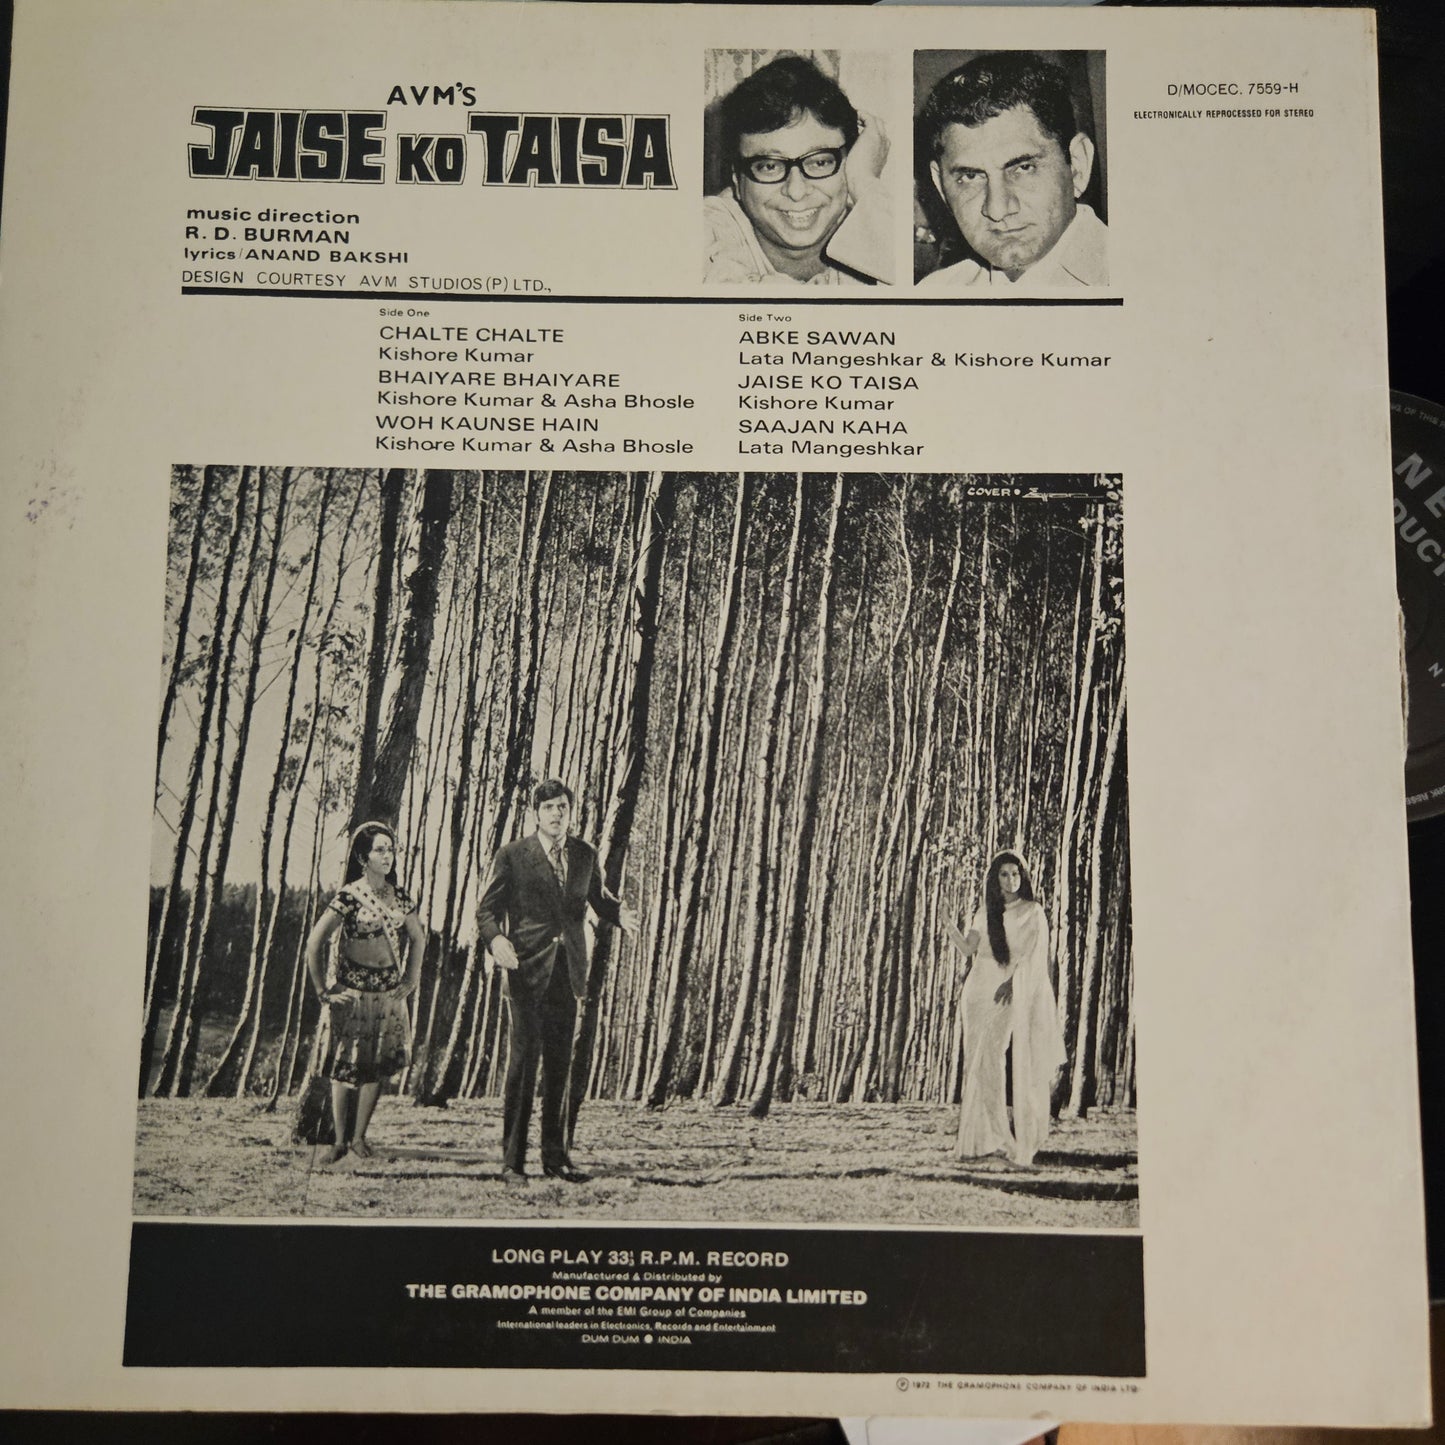 AVM'S
JAISE KO TAISA
music direction
R. D. BURMAN
lyrics/ANAND BAKSHI
DESIGN COURTESY AVM STUDIOS(P) LTD.,
D/MOCEC. 7559-H
ELECTRONICALLY REPROCESSED FOR STEREO
Side One
CHALTE CHALTE
Kishore Kumar
BHAIYARE BHAIYARE
Kishore Kumar & Asha Bhosle
WOH KAUNSE HAIN
Kishore Kumar & Asha Bhosle
Side Two
ABKE SAWAN
Lata Mangeshkar & Kishore Kumar
JAISE KO TAISA
Kishore Kumar
SAAJAN KAHA
Lata Mangeshkar
COVER •
LONG PLAY 33⅓ R.P.M. RECORD
Manufactured & Distributed by
THE GRAMOPHONE COMPANY OF INDIA LIMITED
A member of the EMI Group of Companies
International leaders in Electronics, Records and Entertainment
DUM DUM ● INDIA
℗ 1972 THE GRAMOPHONE COMPANY OF INDIA LTD.